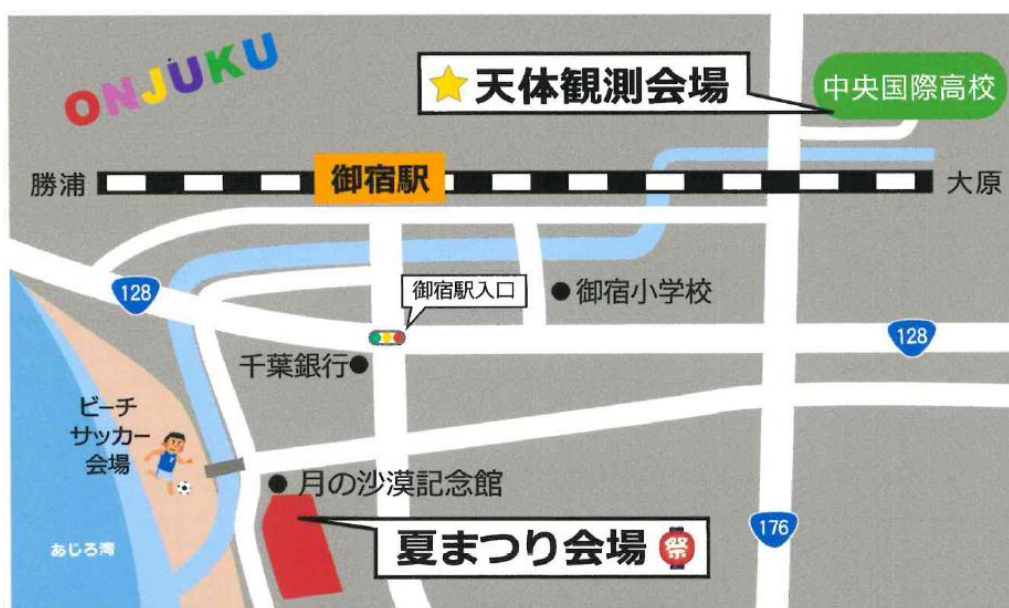 ONJUKU
天体観測会場
中央国際高校
勝浦
御宿駅
大原
128
御宿駅入口
御宿小学校
128
千葉銀行
ビーチ
サッカー
会場
月の沙漠記念館
あじろ湾
夏まつり会場 祭
176